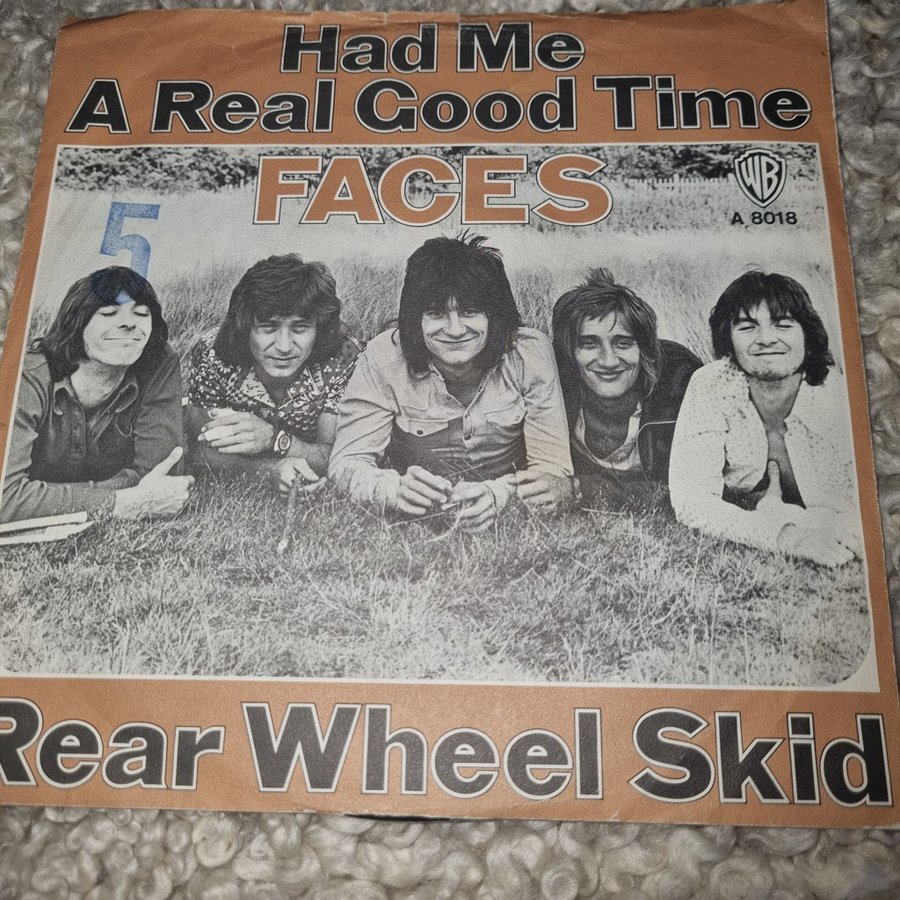 Had Me
A Real Good Time
FACES
WB
A 8018
5
Rear Wheel Skid